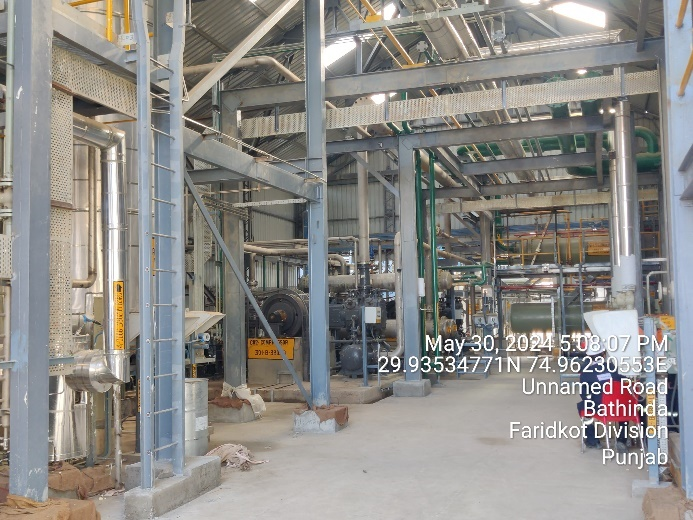 May 30, 2024 5:08:07 PM
29.93534771N 74.96230553E
Unnamed Road
Bathinda
Faridkot Division
Punjab